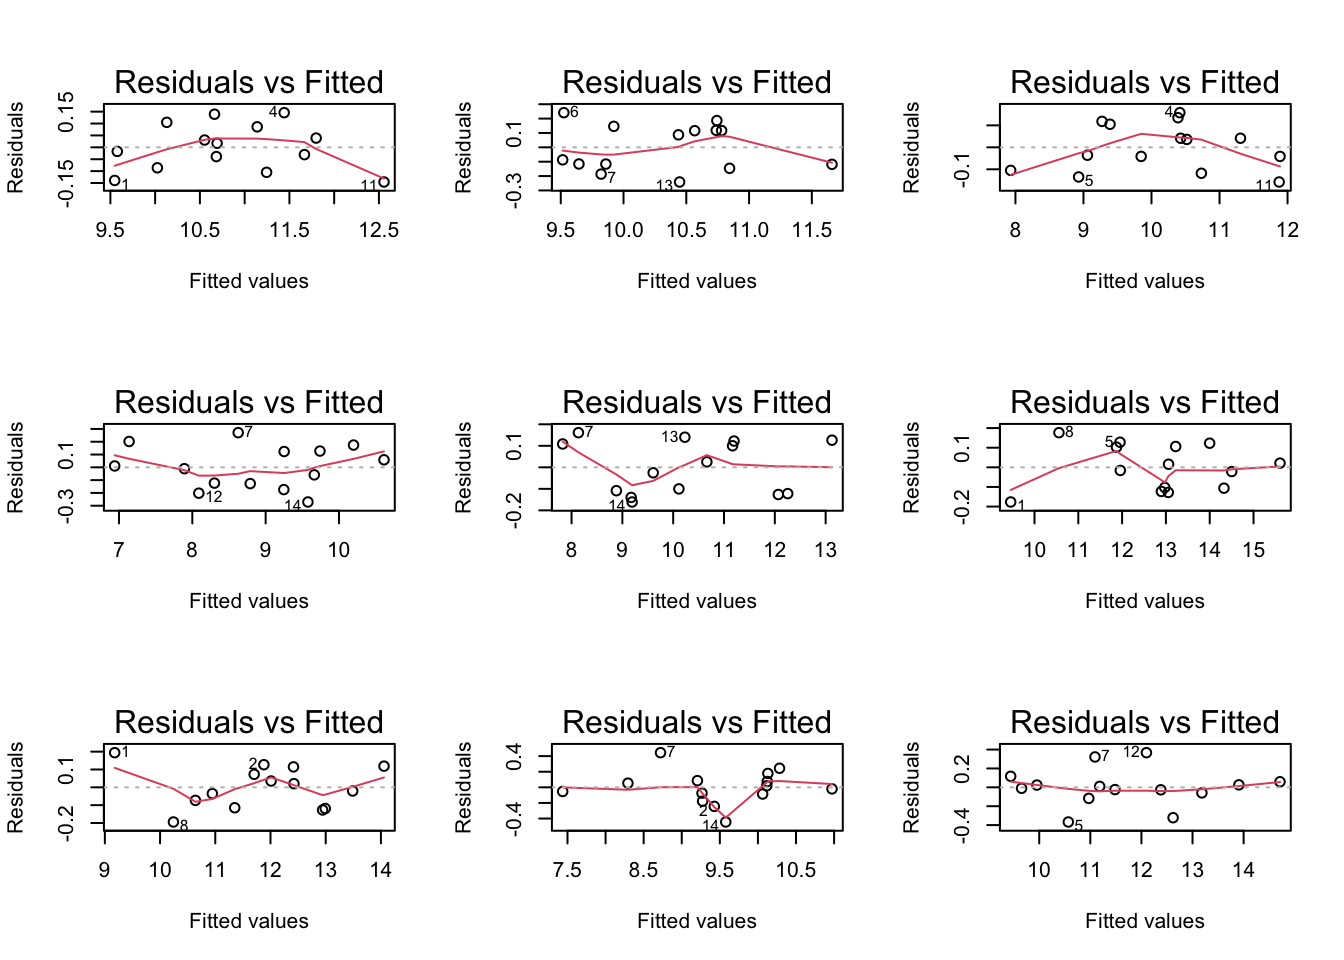 Residuals vs Fitted
Residuals
0.15
-0.15
4
1
11
9.5 10.5 11.5 12.5
Fitted values
Residuals vs Fitted
Residuals
0.1
-0.3
6
7
13
9.5 10.0 10.5 11.0 11.5
Fitted values
Residuals vs Fitted
Residuals
-0.1
4
5
11
8 9 10 11 12
Fitted values
Residuals vs Fitted
Residuals
0.1
-0.3
7
12
14
7 8 9 10
Fitted values
Residuals vs Fitted
Residuals
0.1
-0.2
7
13
14
8 9 10 11 12 13
Fitted values
Residuals vs Fitted
Residuals
0.1
-0.2
8
5
1
10 11 12 13 14 15
Fitted values
Residuals vs Fitted
Residuals
0.1
-0.2
1
2
8
9 10 11 12 13 14
Fitted values
Residuals vs Fitted
Residuals
0.4
-0.4
7
2
14
7.5 8.5 9.5 10.5
Fitted values
Residuals vs Fitted
Residuals
0.2
-0.4
7
12
5
10 11 12 13 14
Fitted values